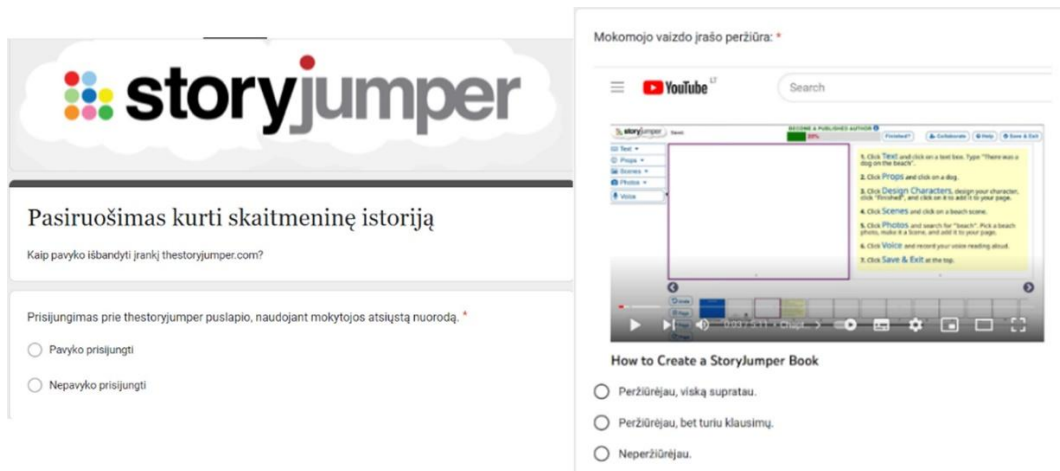 storyjumper
Pasiruošimas kurti skaitmeninę istoriją
Kaip pavyko išbandyti įrankį thestoryjumper.com?
Prisijungimas prie thestoryjumper puslapio, naudojant mokytojos atsiųstą nuorodą. *
Pavyko prisijungti
Nepavyko prisijungti
Mokomojo vaizdo įrašo peržiūra: *
YouTube LT
Search
storyjumper
BECOME A PUBLISHED AUTHOR
Finished?
Collaborate
Help
Save & Exit
Text
Props
Scenes
Photos
Voice
1. Click Text and click on a text box. Type "There was a
dog on the beach".
2. Click Props and click on a dog.
3. Click Design Characters, design your character,
click "Finished", and click on it to add it to your page.
4. Click Scenes and click on a beach scene.
5. Click Photos and search for "beach". Pick a beach
photo, make it a Scene, and add it to your page.
6. Click Voice and record your voice reading aloud.
7. Click Save & Exit at the top.
How to Create a StoryJumper Book
Peržiūrėjau, viską supratau.
Peržiūrėjau, bet turiu klausimų.
Neperžiūrėjau.